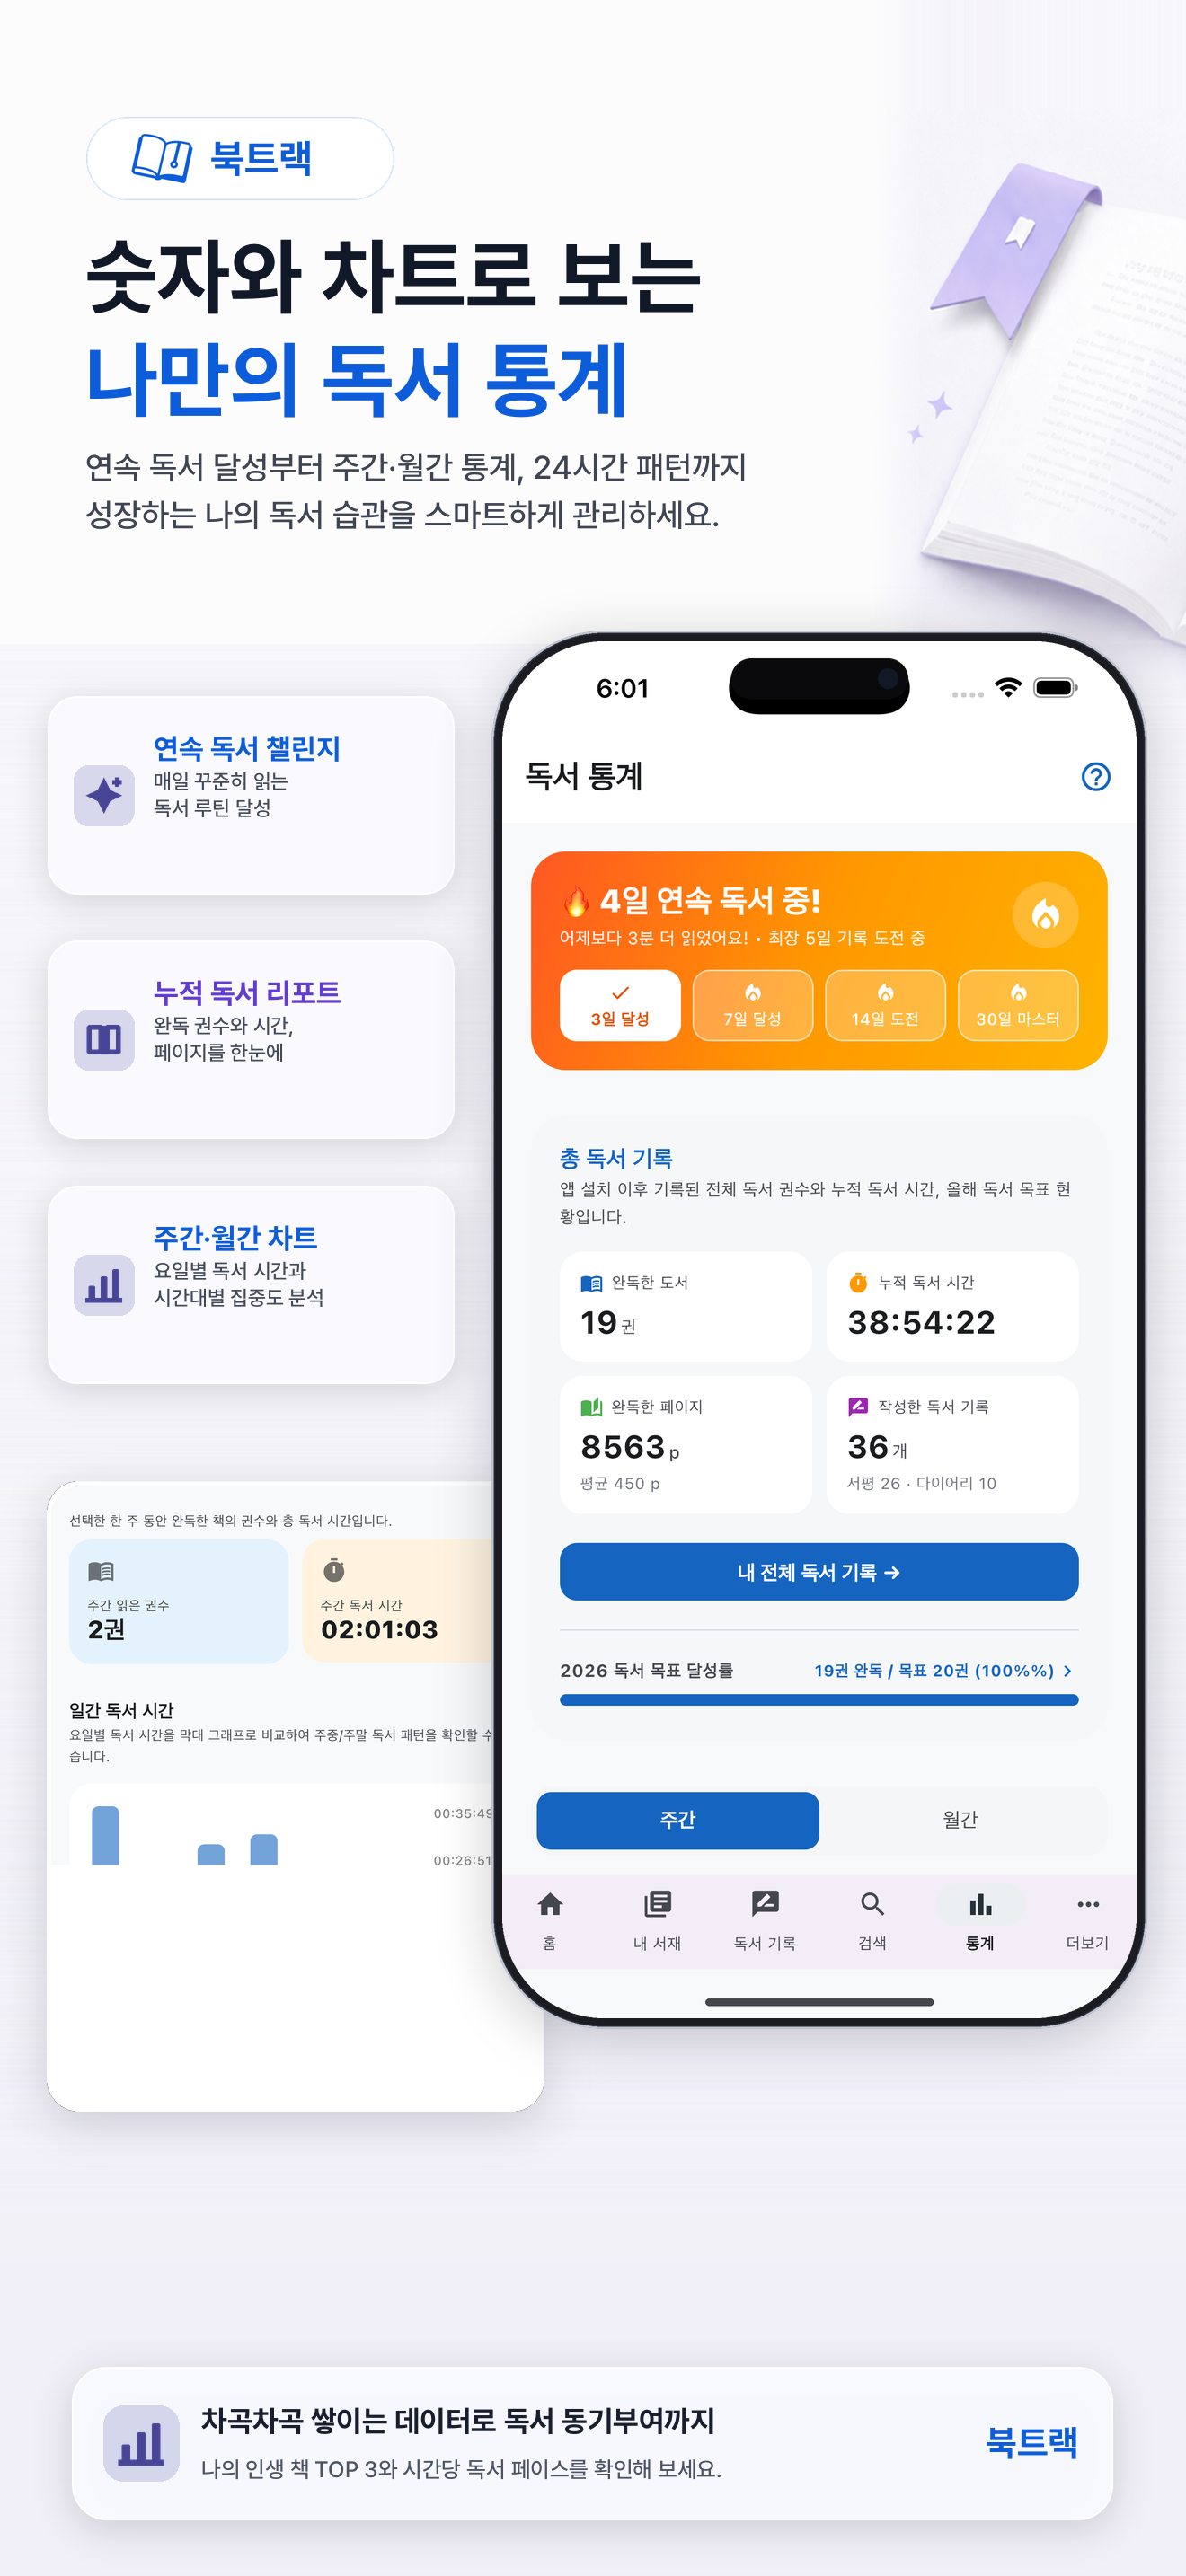 북트랙
숫자와 차트로 보는
나만의 독서 통계
연속 독서 달성부터 주간·월간 통계, 24시간 패턴까지
성장하는 나의 독서 습관을 스마트하게 관리하세요.
연속 독서 챌린지
매일 꾸준히 읽는
독서 루틴 달성
누적 독서 리포트
완독 권수와 시간,
페이지를 한눈에
주간·월간 차트
요일별 독서 시간과
시간대별 집중도 분석
선택한 한 주 동안 완독한 책의 권수와 총 독서 시간입니다.
주간 읽은 권수
2권
주간 독서 시간
02:01:03
일간 독서 시간
요일별 독서 시간을 막대 그래프로 비교하여 주중/주말 독서 패턴을 확인할 수
습니다.
00:35:49
00:26:51
6:01
독서 통계
🔥 4일 연속 독서 중!
어제보다 3분 더 읽었어요! • 최장 5일 기록 도전 중
3일 달성
7일 달성
14일 도전
30일 마스터
총 독서 기록
앱 설치 이후 기록된 전체 독서 권수와 누적 독서 시간, 올해 독서 목표 현
황입니다.
완독한 도서
19권
누적 독서 시간
38:54:22
완독한 페이지
8563p
평균 450 p
작성한 독서 기록
36개
서평 26 · 다이어리 10
내 전체 독서 기록 →
2026 독서 목표 달성률
19권 완독 / 목표 20권 (100%%) >
주간
월간
홈
내 서재
독서 기록
검색
통계
더보기
차곡차곡 쌓이는 데이터로 독서 동기부여까지
나의 인생 책 TOP 3와 시간당 독서 페이스를 확인해 보세요.
북트랙